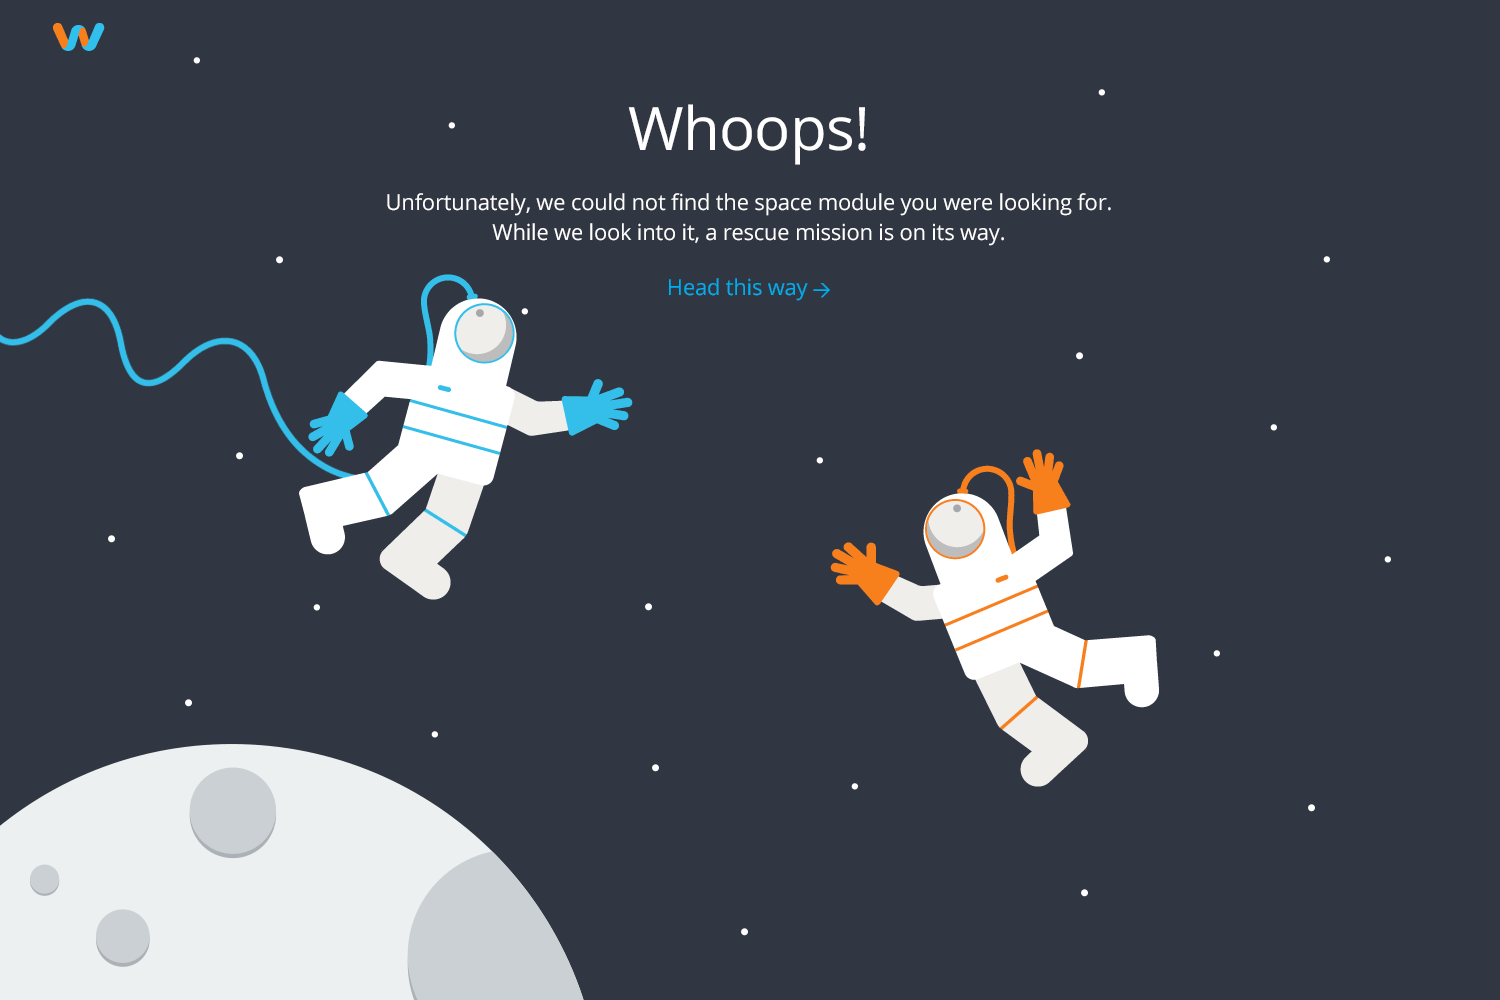 W
Whoops!
Unfortunately, we could not find the space module you were looking for.
While we look into it, a rescue mission is on its way.
Head this way →